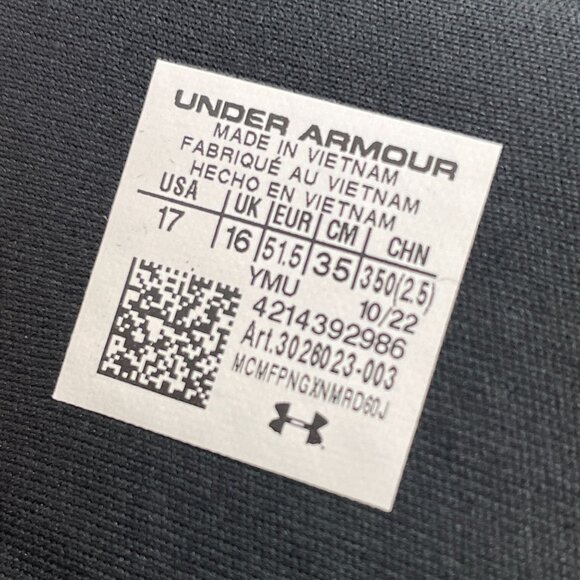 UNDER ARMOUR
MADE IN VIETNAM
FABRIQUÉ AU VIETNAM
HECHO EN VIETNAM
USA UK EUR CM CHN
17 16 51.5 35 350(2.5)
YMU 10/22
4214392986
Art.3026023-003
MCMFPNGXNMRD60J